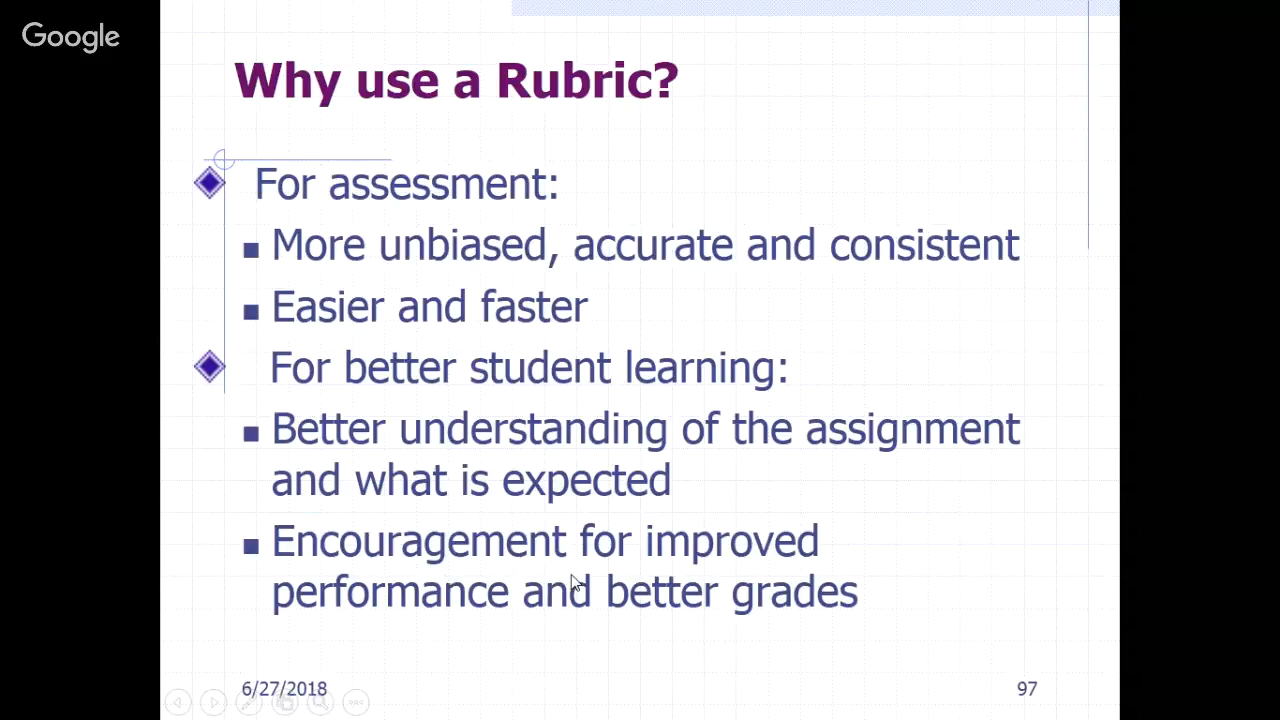 Google
Why use a Rubric?
For assessment:
More unbiased, accurate and consistent
Easier and faster
For better student learning:
Better understanding of the assignment
and what is expected
Encouragement for improved
performance and better grades
6/27/2018
97